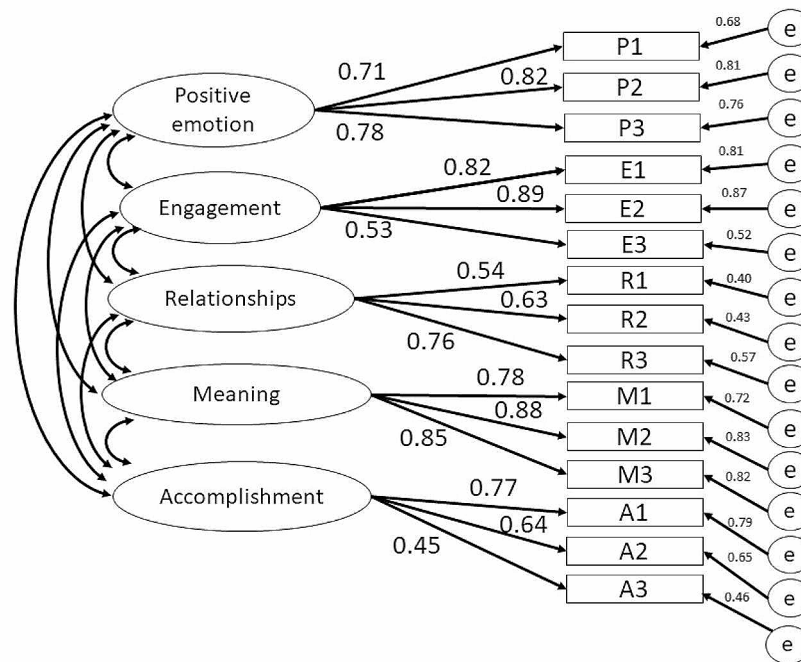 0.68
e
P1
0.71
0.81
e
Positive
emotion
0.82
P2
0.76
e
0.78
P3
0.81
e
0.82
E1
0.87
e
Engagement
0.89
E2
0.52
e
0.53
E3
0.40
e
0.54
R1
Relationships
0.63
R2
0.43
e
0.76
R3
0.57
e
0.78
M1
0.72
e
Meaning
0.88
M2
0.83
e
0.85
M3
0.82
e
0.77
A1
0.79
e
Accomplishment
0.64
A2
0.65
e
0.45
A3
0.46
e